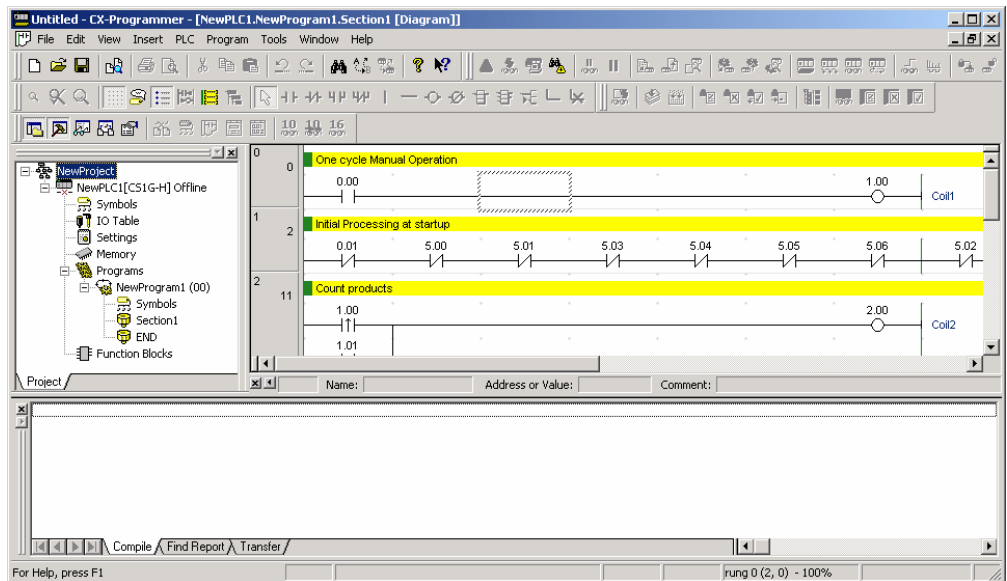 Untitled - CX-Programmer - [NewPLC1.NewProgram1.Section1 [Diagram]]
File Edit View Insert PLC Program Tools Window Help
10 10 16
NewProject
NewPLC1[CS1G-H] Offline
Symbols
IO Table
Settings
Memory
Programs
NewProgram1 (00)
Symbols
Section1
END
Function Blocks
Project
0 0 One cycle Manual Operation
0.00 1.00
Coil1
1 2 Initial Processing at startup
0.01 5.00 5.01 5.03 5.04 5.05 5.06 5.02
2 11 Count products
1.00 2.00
Coil2
1.01
Name: Address or Value: Comment:
Compile Find Report Transfer
For Help, press F1 rung 0 (2, 0) - 100%